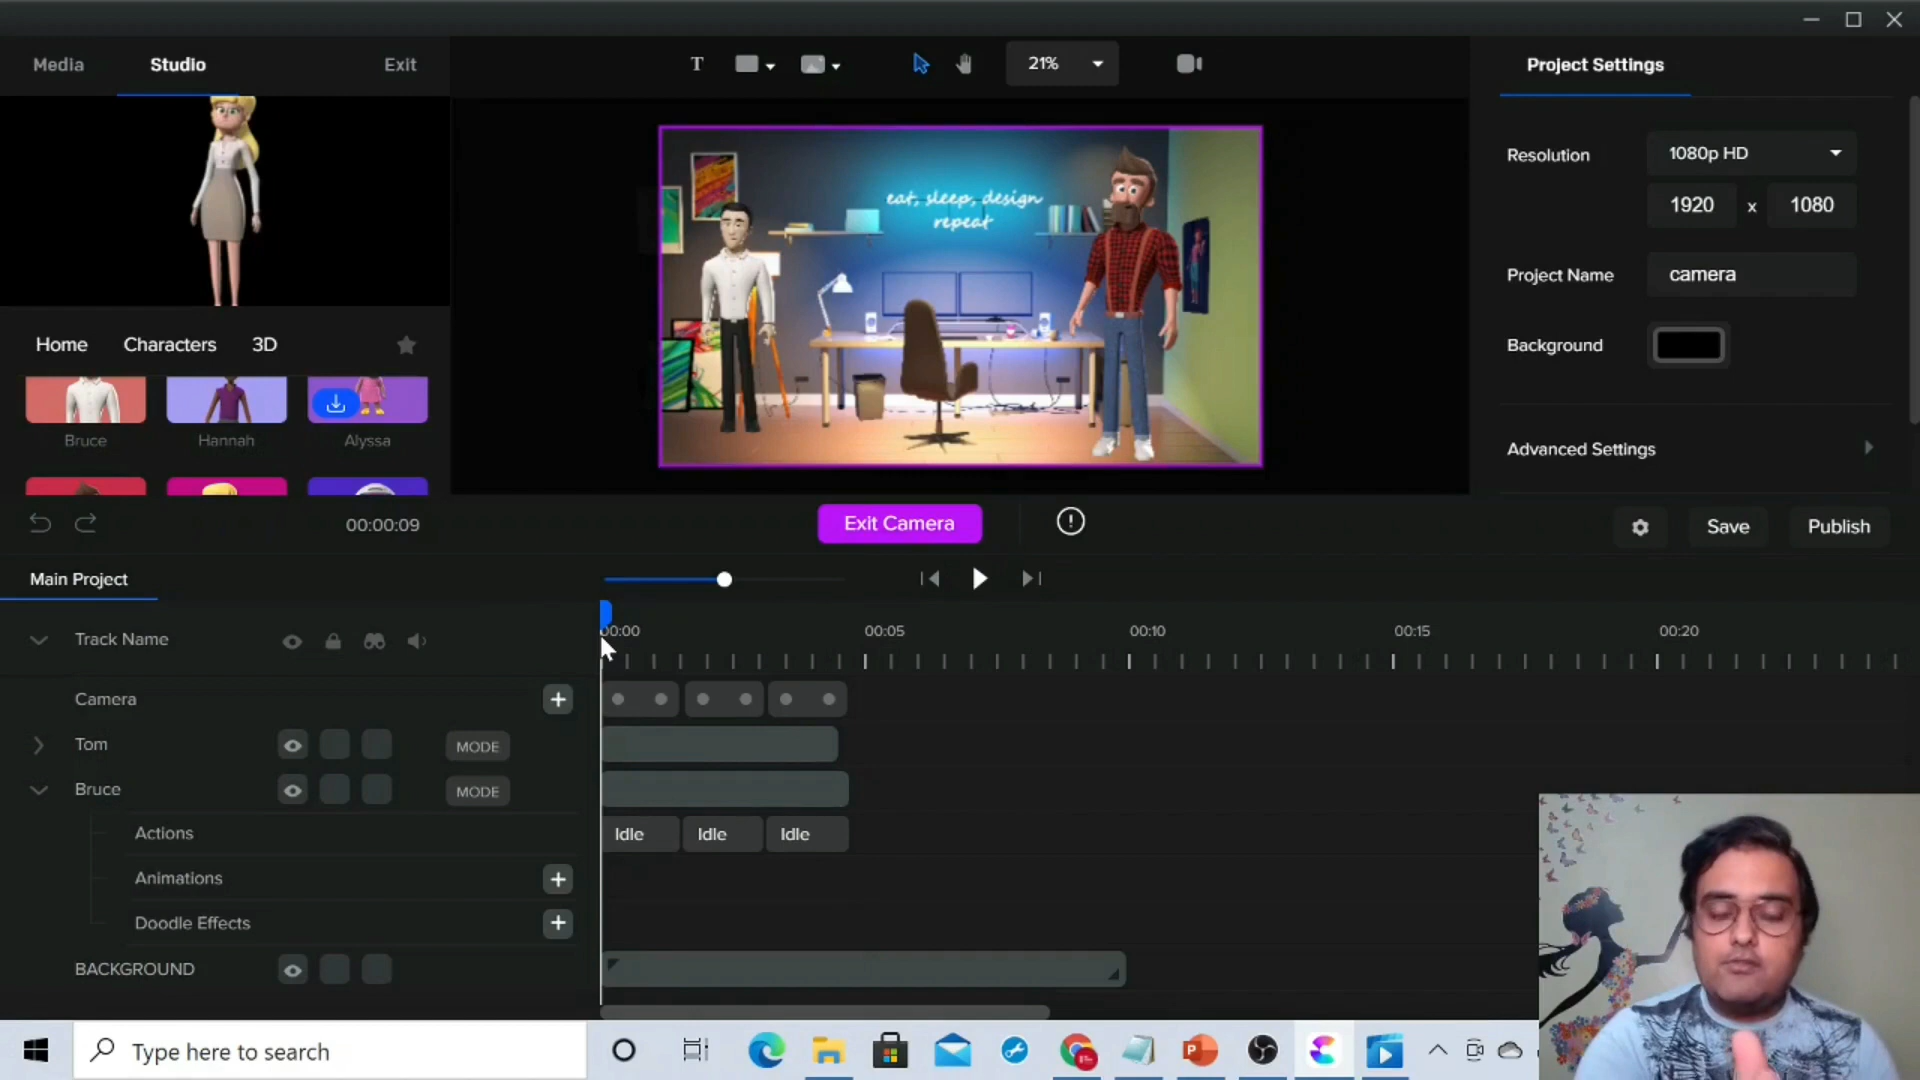 Media
Studio
Exit
T
21%
Project Settings
Resolution
1080p HD
1920 x 1080
Project Name
camera
Background
Advanced Settings
eat, sleep, design
repeat
Home
Characters
3D
Bruce
Hannah
Alyssa
00:00:09
Exit Camera
Save
Publish
Main Project
00:00
00:05
00:10
00:15
00:20
Track Name
Camera
Tom
MODE
Bruce
MODE
Actions
Idle
Idle
Idle
Animations
Doodle Effects
BACKGROUND
Type here to search